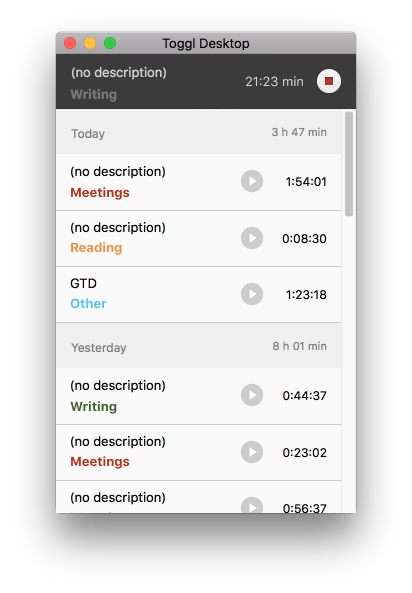 Toggl Desktop
(no description)
Writing
21:23 min
Today
3 h 47 min
(no description)
Meetings
1:54:01
(no description)
Reading
0:08:30
GTD
Other
1:23:18
Yesterday
8 h 01 min
(no description)
Writing
0:44:37
(no description)
Meetings
0:23:02
(no description)
0:56:37